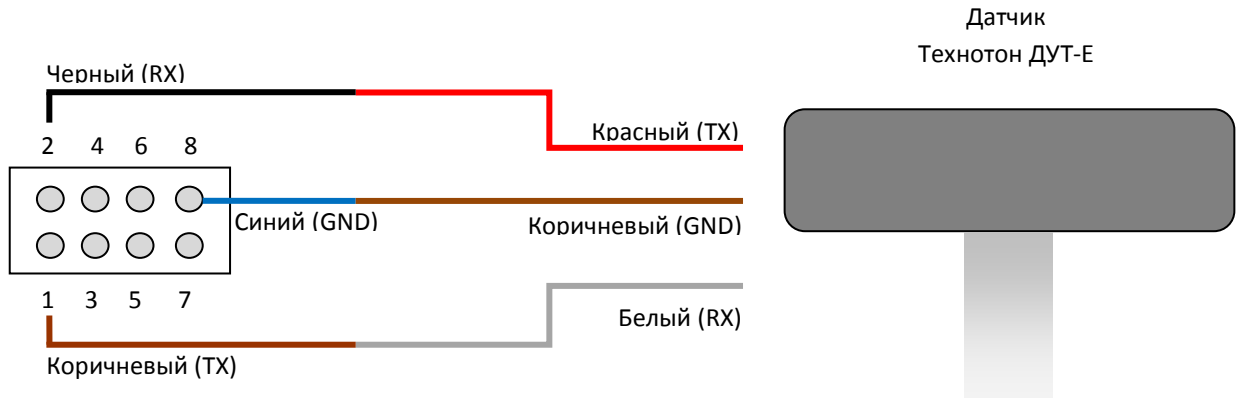 Датчик
Технотон ДУТ-Е
Черный (RX)
Красный (TX)
2 4 6 8
Синий (GND)
Коричневый (GND)
1 3 5 7
Белый (RX)
Коричневый (TX)